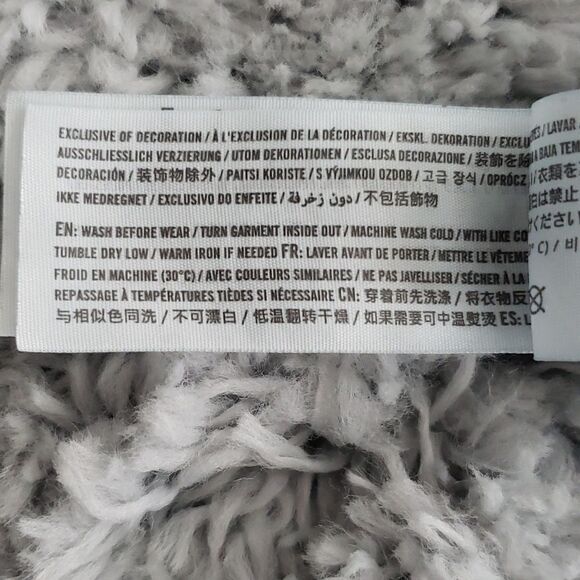 EXCLUSIVE OF DECORATION / À L'EXCLUSION DE LA DÉCORATION / EKSKL. DEKORATION /
AUSSCHLIESSLICH VERZIERUNG / UTOM DEKORATIONEN / ESCLUSA DECORAZIONE /
DECORACIÓN / 装饰物除外 / PAITSI KORISTE / S VÝJIMKOU OZDOB / 고급 장식 /
IKKE MEDREGNET / EXCLUSIVO DO ENFEITE / دون زخرفة / 不包括飾物
EN: WASH BEFORE WEAR / TURN GARMENT INSIDE OUT / MACHINE WASH COLD / WITH LIKE
TUMBLE DRY LOW / WARM IRON IF NEEDED FR: LAVER AVANT DE PORTER / METTRE LE
FROID EN MACHINE (30°C) / AVEC COULEURS SIMILAIRES / NE PAS JAVELLISER / SÉCHER À LA
REPASSAGE À TEMPÉRATURES TIÈDES SI NÉCESSAIRE CN: 穿着前先洗涤 / 将衣物反
与相似色同洗 / 不可漂白 / 低温翻转干燥 / 如果需要可中温熨烫 ES:
/ LAVAR
A BAJA
/ 衣類を